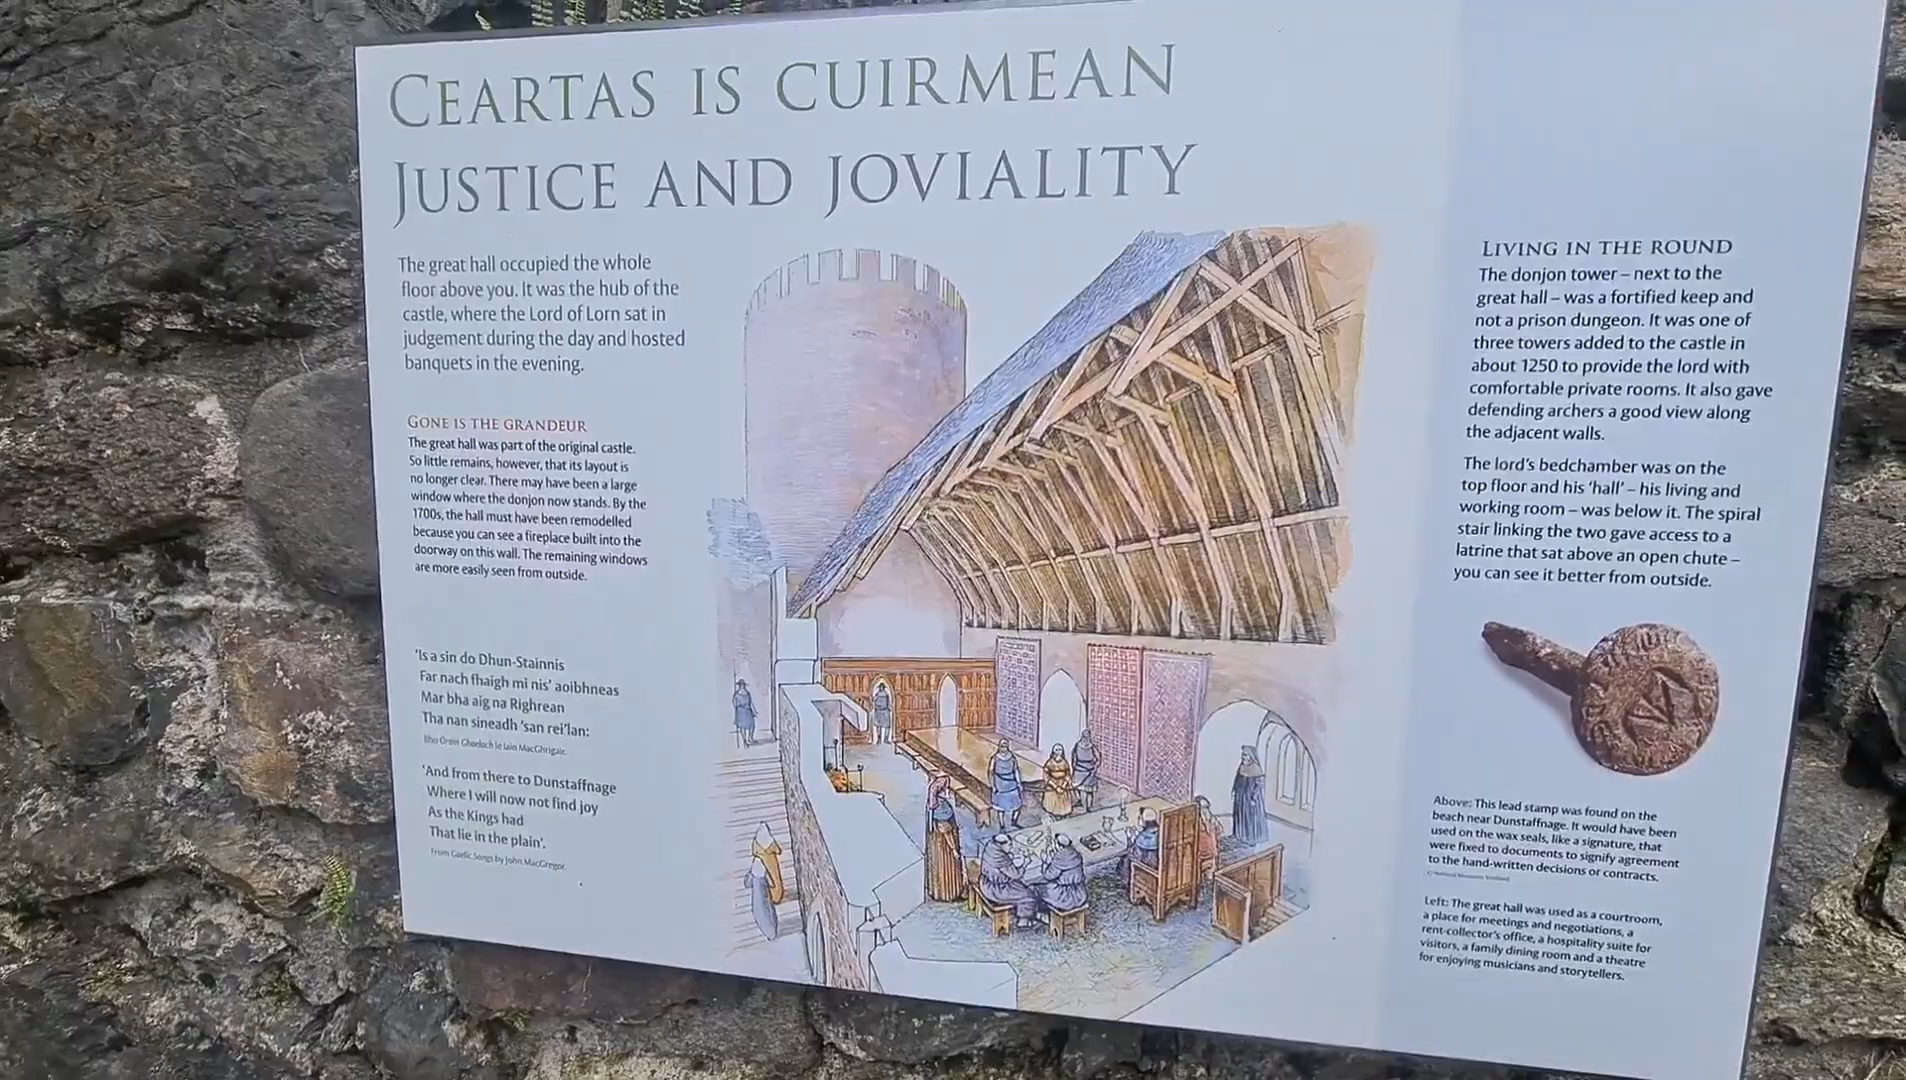 CEARTAS IS CUIRMEAN
JUSTICE AND JOVIALITY
The great hall occupied the whole
floor above you. It was the hub of the
castle, where the Lord of Lorn sat in
judgement during the day and hosted
banquets in the evening.
GONE IS THE GRANDEUR
The great hall was part of the original castle.
So little remains, however, that its layout is
no longer clear. There may have been a large
window where the donjon now stands. By the
1700s, the hall must have been remodelled
because you can see a fireplace built into the
doorway on this wall. The remaining windows
are more easily seen from outside.
'Is a sin do Dhun-Stainnis
Far nach fhaigh mi nis' aoibhneas
Mar bha aig na Righrean
Tha nan sineadh 'san rei'lan:
Bho Orain Ghaelach le Iain MacGhrigair.
'And from there to Dunstaffnage
Where I will now not find joy
As the Kings had
That lie in the plain'.
From Gaelic Songs by John MacGregor
LIVING IN THE ROUND
The donjon tower – next to the
great hall – was a fortified keep and
not a prison dungeon. It was one of
three towers added to the castle in
about 1250 to provide the lord with
comfortable private rooms. It also gave
defending archers a good view along
the adjacent walls.
The lord's bedchamber was on the
top floor and his 'hall' – his living and
working room – was below it. The spiral
stair linking the two gave access to a
latrine that sat above an open chute –
you can see it better from outside.
Above: This lead stamp was found on the
beach near Dunstaffnage. It would have been
used on the wax seals, like a signature, that
were fixed to documents to signify agreement
to the hand-written decisions or contracts.
© National Museums Scotland
Left: The great hall was used as a courtroom,
a place for meetings and negotiations, a
rent-collector's office, a hospitality suite for
visitors, a family dining room and a theatre
for enjoying musicians and storytellers.